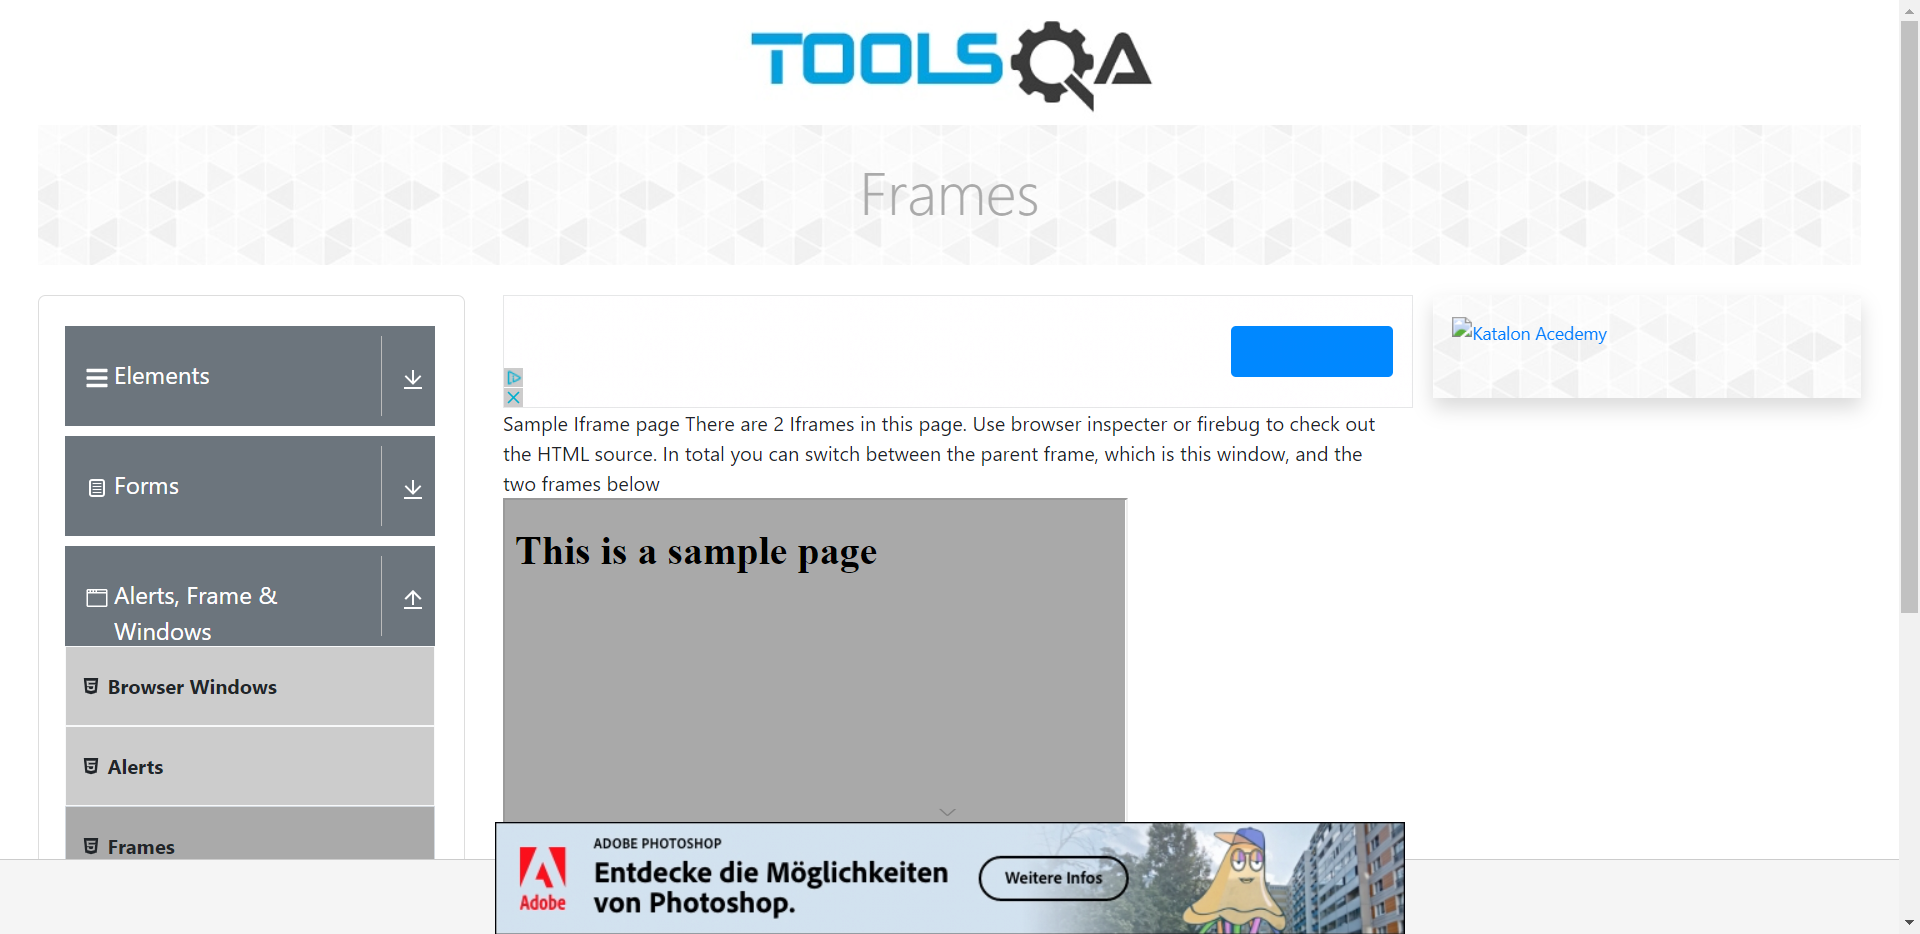 TOOLSQA
Frames
Elements
Forms
Alerts, Frame &
Windows
Browser Windows
Alerts
Frames
Sample Iframe page There are 2 Iframes in this page. Use browser inspecter or firebug to check out
the HTML source. In total you can switch between the parent frame, which is this window, and the
two frames below
This is a sample page
Katalon Acedemy
Adobe
ADOBE PHOTOSHOP
Entdecke die Möglichkeiten
von Photoshop.
Weitere Infos